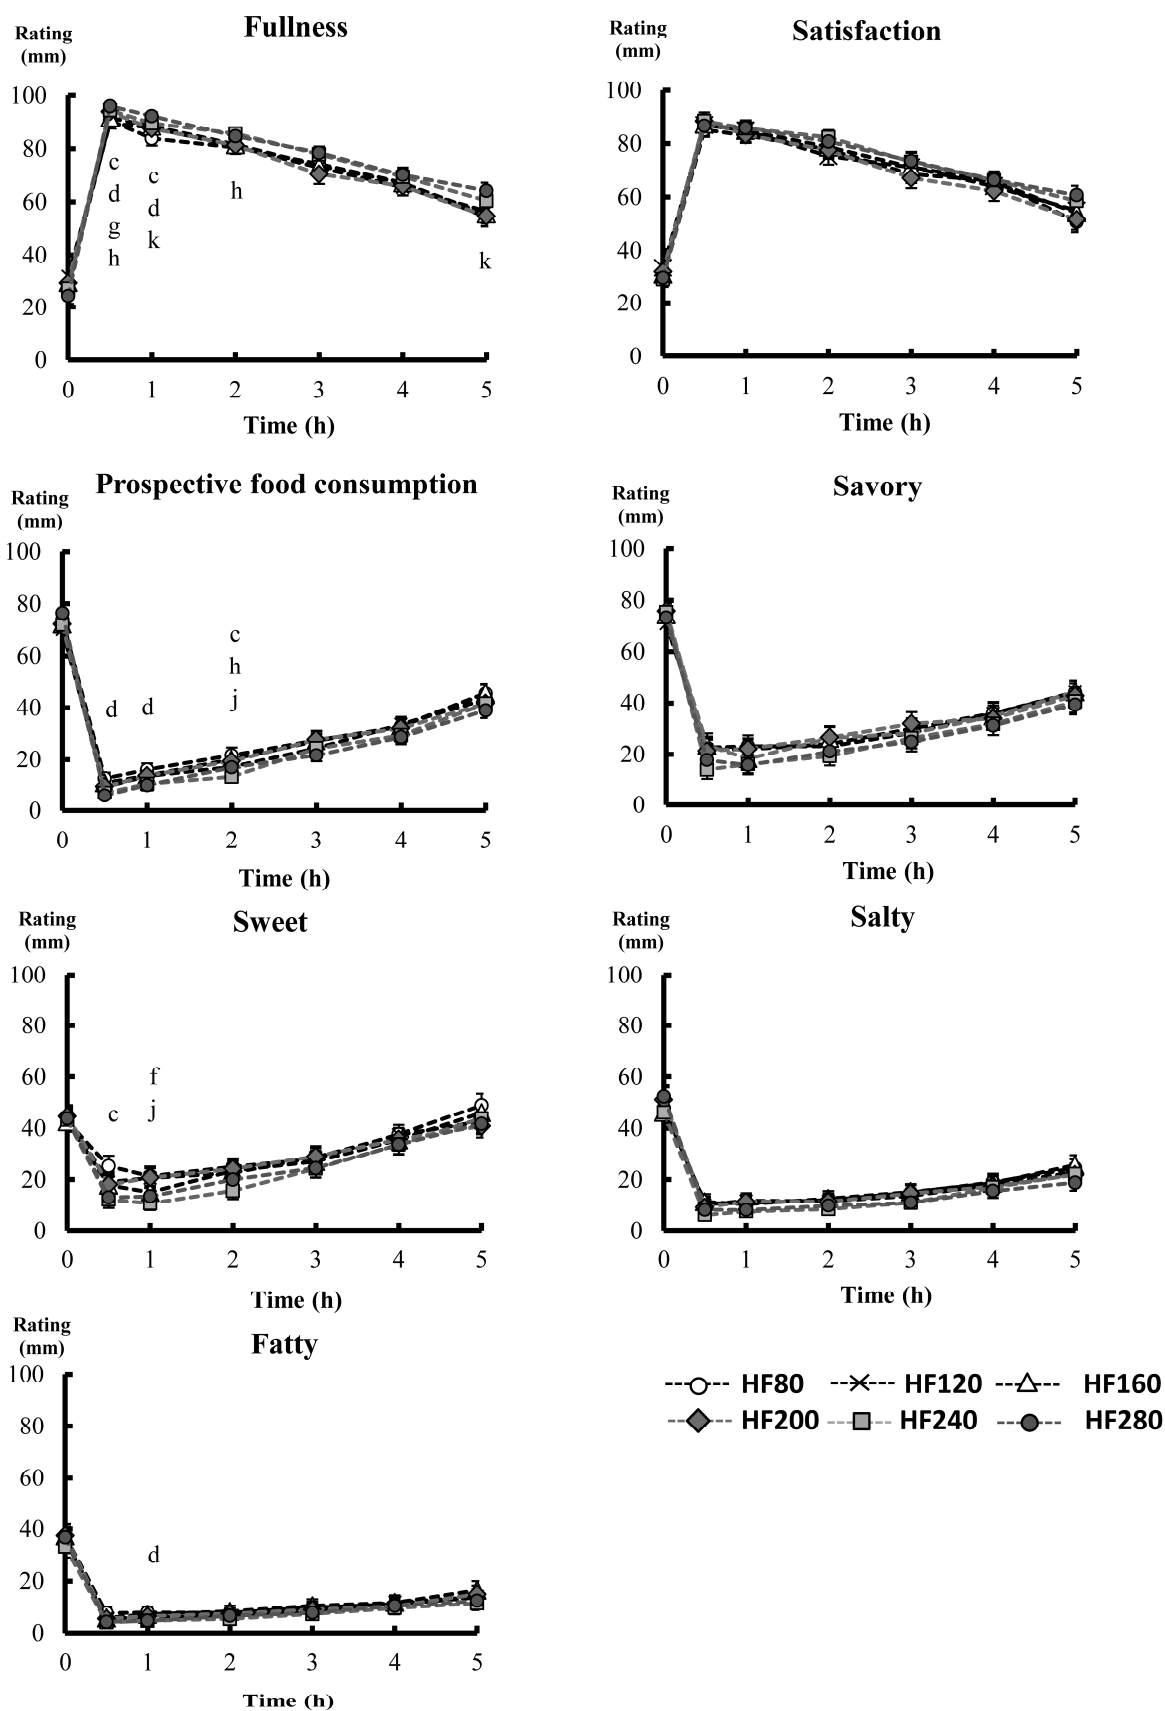 Fullness
Rating
(mm)
100
80
60
40
20
0
c
d
g
h
c
d
k
h
k
0 1 2 3 4 5
Time (h)
Satisfaction
Rating
(mm)
100
80
60
40
20
0
0 1 2 3 4 5
Time (h)
Prospective food consumption
Rating
(mm)
100
80
60
40
20
0
d
d
c
h
j
0 1 2 3 4 5
Time (h)
Savory
Rating
(mm)
100
80
60
40
20
0
0 1 2 3 4 5
Time (h)
Sweet
Rating
(mm)
100
80
60
40
20
0
c
f
j
0 1 2 3 4 5
Time (h)
Salty
Rating
(mm)
100
80
60
40
20
0
0 1 2 3 4 5
Time (h)
Fatty
Rating
(mm)
100
80
60
40
20
0
d
0 1 2 3 4 5
Time (h)
HF80 HF120 HF160
HF200 HF240 HF280